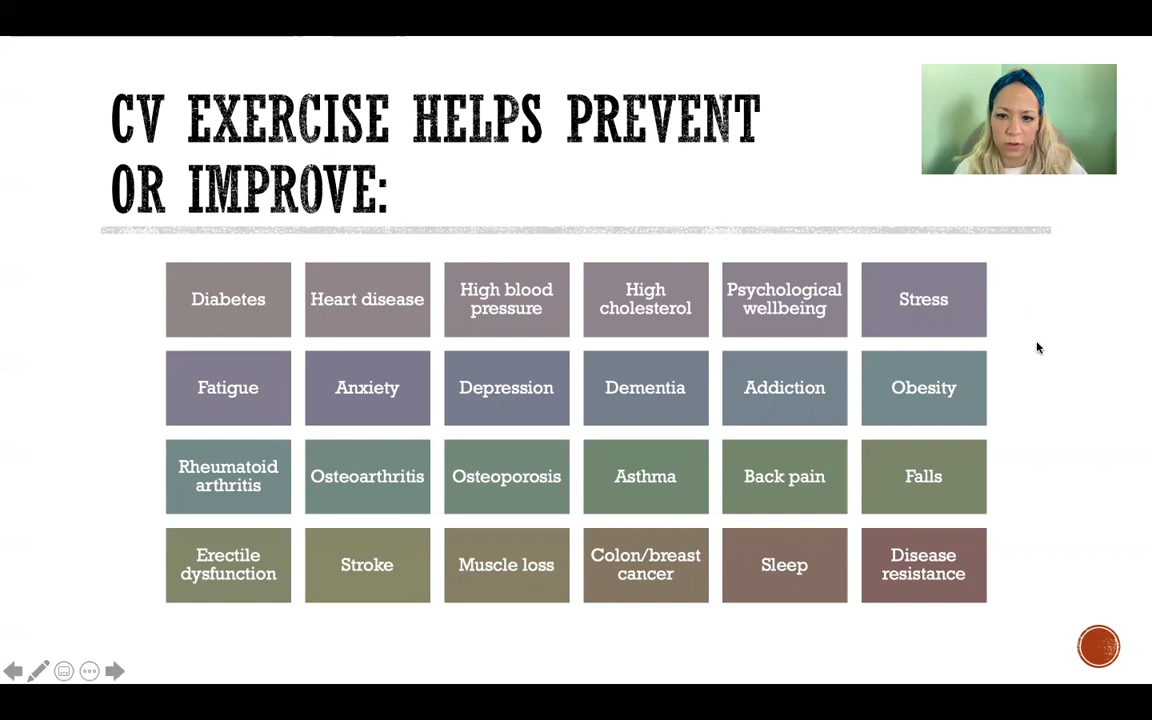 CV EXERCISE HELPS PREVENT
OR IMPROVE:
Diabetes
Heart disease
High blood
pressure
High
cholesterol
Psychological
wellbeing
Stress
Fatigue
Anxiety
Depression
Dementia
Addiction
Obesity
Rheumatoid
arthritis
Osteoarthritis
Osteoporosis
Asthma
Back pain
Falls
Erectile
dysfunction
Stroke
Muscle loss
Colon/breast
cancer
Sleep
Disease
resistance